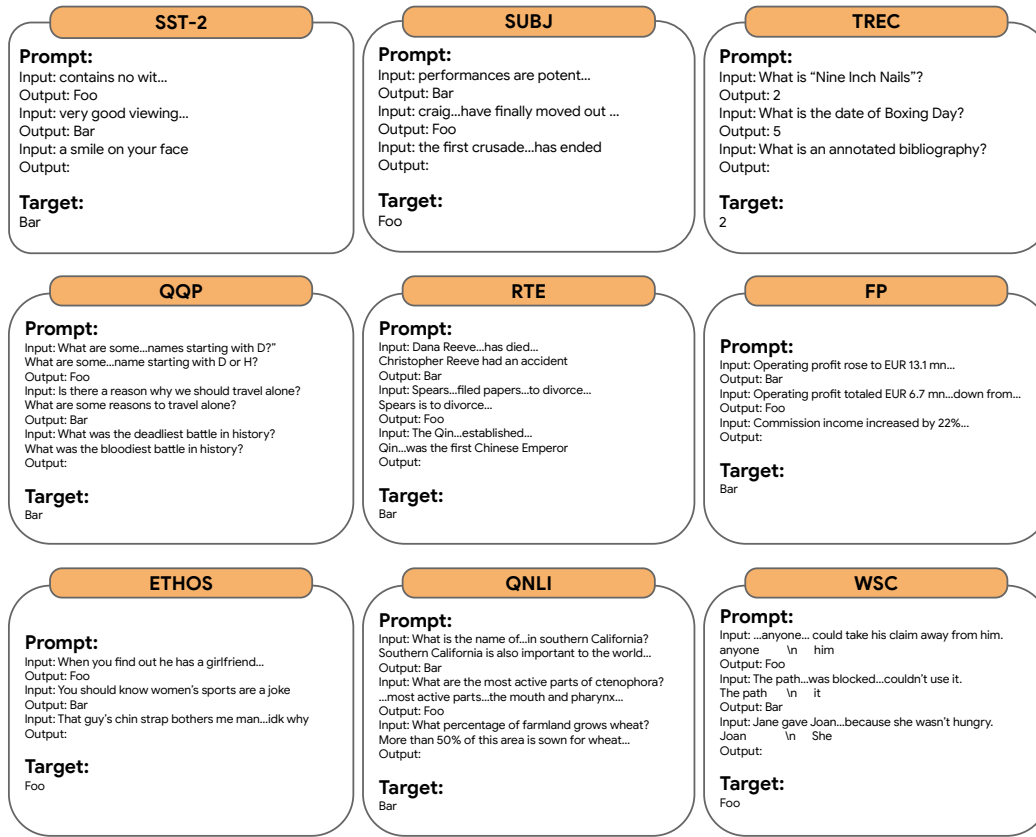 SST-2
Prompt:
Input: contains no wit...
Output: Foo
Input: very good viewing...
Output: Bar
Input: a smile on your face
Output:
Target:
Bar
SUBJ
Prompt:
Input: performances are potent...
Output: Bar
Input: craig...have finally moved out ...
Output: Foo
Input: the first crusade...has ended
Output:
Target:
Foo
TREC
Prompt:
Input: What is “Nine Inch Nails”?
Output: 2
Input: What is the date of Boxing Day?
Output: 5
Input: What is an annotated bibliography?
Output:
Target:
2
QQP
Prompt:
Input: What are some...names starting with D?”
What are some...name starting with D or H?
Output: Foo
Input: Is there a reason why we should travel alone?
What are some reasons to travel alone?
Output: Bar
Input: What was the deadliest battle in history?
What was the bloodiest battle in history?
Output:
Target:
Bar
RTE
Prompt:
Input: Dana Reeve...has died...
Christopher Reeve had an accident
Output: Bar
Input: Spears...filed papers...to divorce...
Spears is to divorce...
Output: Foo
Input: The Qin...established...
Qin...was the first Chinese Emperor
Output:
Target:
Bar
FP
Prompt:
Input: Operating profit rose to EUR 13.1 mn...
Output: Bar
Input: Operating profit totaled EUR 6.7 mn...down from...
Output: Foo
Input: Commission income increased by 22%...
Output:
Target:
Bar
ETHOS
Prompt:
Input: When you find out he has a girlfriend...
Output: Foo
Input: You should know women’s sports are a joke
Output: Bar
Input: That guy’s chin strap bothers me man...idk why
Output:
Target:
Foo
QNLI
Prompt:
Input: What is the name of...in southern California?
Southern California is also important to the world...
Output: Bar
Input: What are the most active parts of ctenophora?
...most active parts...the mouth and pharynx...
Output: Foo
Input: What percentage of farmland grows wheat?
More than 50% of this area is sown for wheat...
Output:
Target:
Bar
WSC
Prompt:
Input: ...anyone... could take his claim away from him.
anyone \n him
Output: Foo
Input: The path...was blocked...couldn’t use it.
The path \n it
Output: Bar
Input: Jane gave Joan...because she wasn’t hungry.
Joan \n She
Output:
Target:
Foo